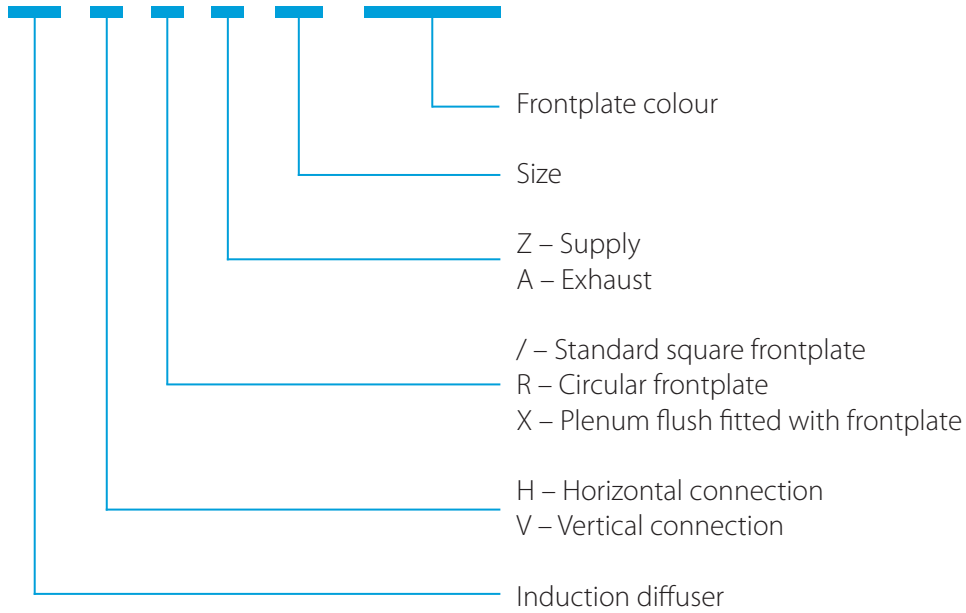 Frontplate colour
Size
Z – Supply
A – Exhaust
/ – Standard square frontplate
R – Circular frontplate
X – Plenum flush fitted with frontplate
H – Horizontal connection
V – Vertical connection
Induction diffuser